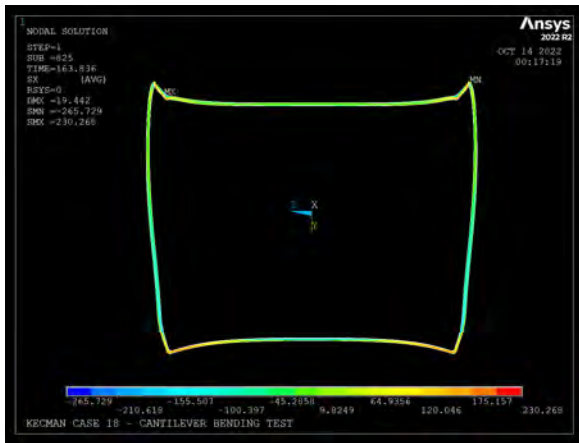 1
NODAL SOLUTION
Ansys
2022 R2
STEP=1
SUB =825
TIME=163.836
SX (AVG)
RSYS=0
DMX =19.442
SMN =-265.729
SMX =230.268
OCT 14 2022
00:17:19
MX
MN
Z X
Y
-265.729 -155.507 -45.2858 64.9356 175.157
-210.618 -100.397 9.8249 120.046 230.268
KECMAN CASE 18 - CANTILEVER BENDING TEST